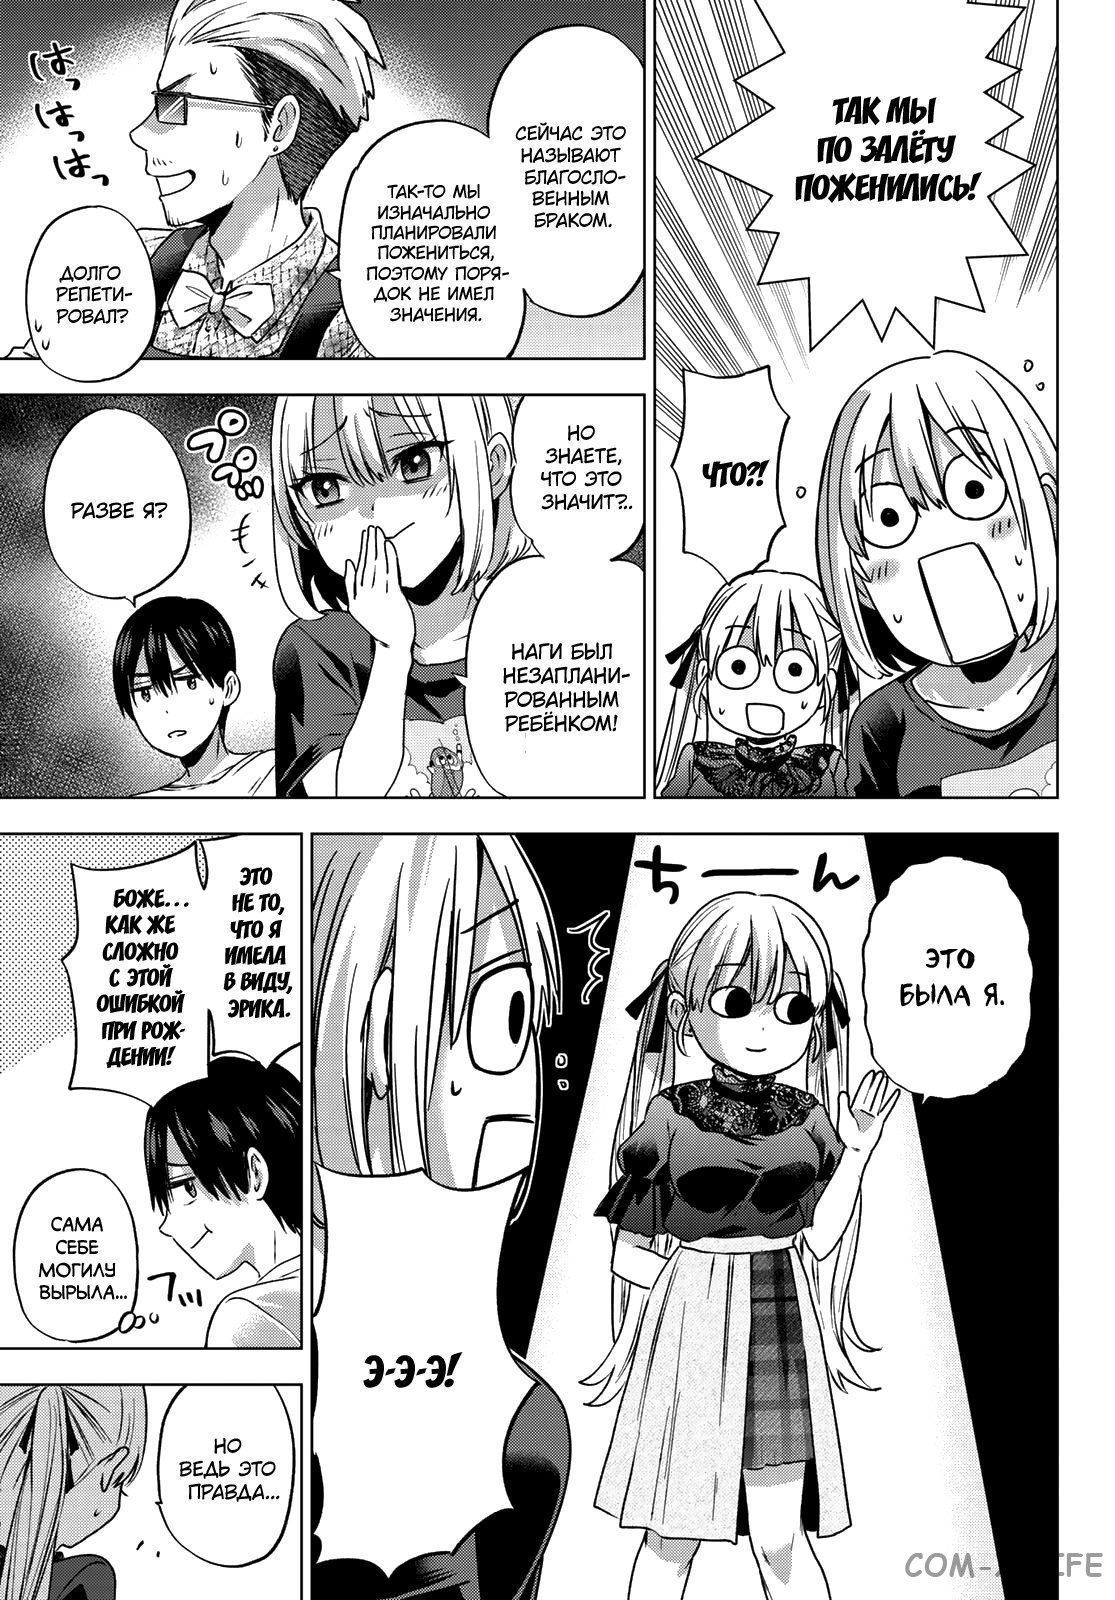 ТАК МЫ
ПО ЗАЛЁТУ
ПОЖЕНИЛИСЬ!
ЧТО?!
СЕЙЧАС ЭТО
НАЗЫВАЮТ
БЛАГОСЛО-
ВЕННЫМ
БРАКОМ.
ТАК-ТО МЫ
ИЗНАЧАЛЬНО
ПЛАНИРОВАЛИ
ПОЖЕНИТЬСЯ,
ПОЭТОМУ ПОРЯ-
ДОК НЕ ИМЕЛ
ЗНАЧЕНИЯ.
はっはっはっ
ДОЛГО
РЕПЕТИ-
РОВАЛ?
НО
ЗНАЕТЕ,
ЧТО ЭТО
ЗНАЧИТ?..
НАГИ БЫЛ
НЕЗАПЛАНИ-
РОВАННЫМ
РЕБЁНКОМ!
ププ
РАЗВЕ Я?
ЭТО
БЫЛА Я.
ちーん
Э-Э-Э!
ЭТО
НЕ ТО,
ЧТО Я
ИМЕЛА
В ВИДУ,
ЭРИКА.
БОЖЕ...
КАК ЖЕ
СЛОЖНО
С ЭТОЙ
ОШИБКОЙ
ПРИ РОЖ-
ДЕНИИ!
САМА
СЕБЕ
МОГИЛУ
ВЫРЫЛА...
НО
ВЕДЬ ЭТО
ПРАВДА...